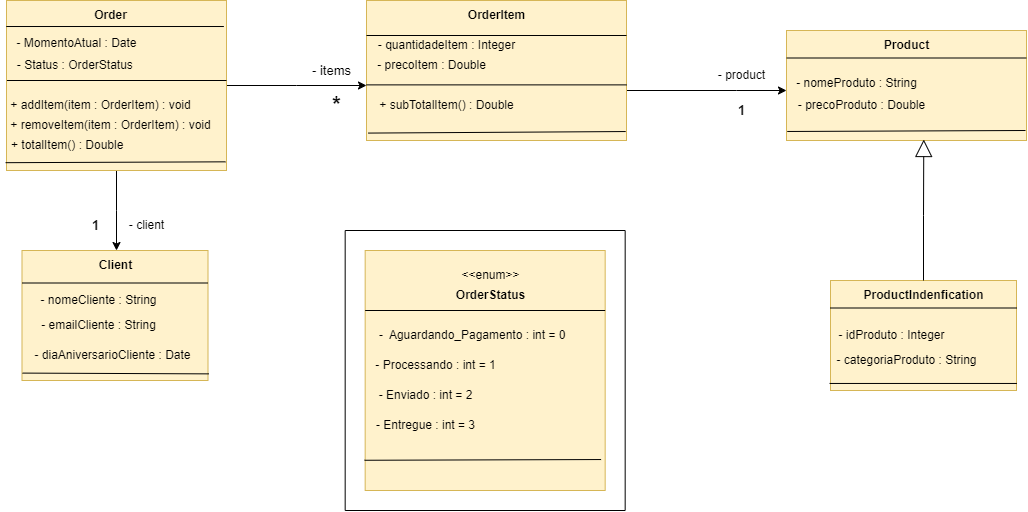 Order
- MomentoAtual : Date
- Status : OrderStatus
+ addItem(item : OrderItem) : void
+ removeItem(item : OrderItem) : void
+ totalItem() : Double
- items
*
OrderItem
- quantidadeItem : Integer
- precoItem : Double
+ subTotalItem() : Double
- product
1
Product
- nomeProduto : String
- precoProduto : Double
1
- client
Client
- nomeCliente : String
- emailCliente : String
- diaAniversarioCliente : Date
<<enum>>
OrderStatus
- Aguardando_Pagamento : int = 0
- Processando : int = 1
- Enviado : int = 2
- Entregue : int = 3
ProductIndenfication
- idProduto : Integer
- categoriaProduto : String